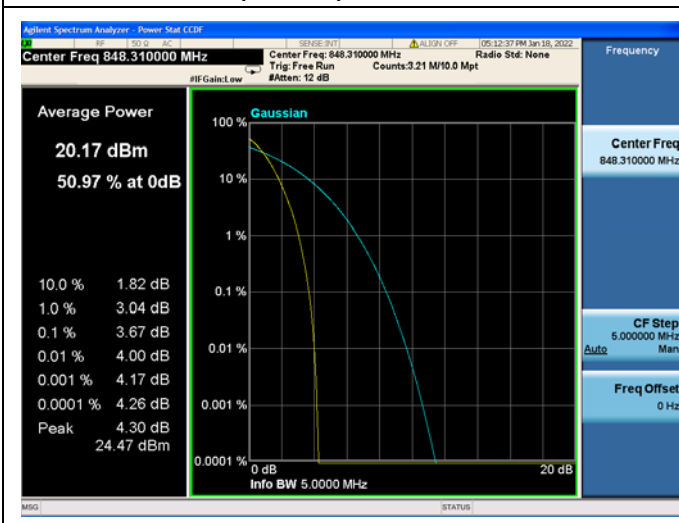 Agilent Spectrum Analyzer - Power Stat CCDF
RF 50 Ω AC SENSE:INT ALIGN OFF 05:12:37 PM Jan 18, 2022
Center Freq 848.310000 MHz
Center Freq: 848.310000 MHz Radio Std: None
Trig: Free Run Counts:3.21 M/10.0 Mpt
#IFGain:Low #Atten: 12 dB
Average Power
20.17 dBm
50.97 % at 0dB
10.0 % 1.82 dB
1.0 % 3.04 dB
0.1 % 3.67 dB
0.01 % 4.00 dB
0.001 % 4.17 dB
0.0001 % 4.26 dB
Peak 4.30 dB
24.47 dBm
Gaussian
100 %
10 %
1 %
0.1 %
0.01 %
0.001 %
0.0001 %
0 dB 20 dB
Info BW 5.0000 MHz
Frequency
Center Freq
848.310000 MHz
CF Step
5.000000 MHz
Auto Man
Freq Offset
0 Hz
MSG STATUS